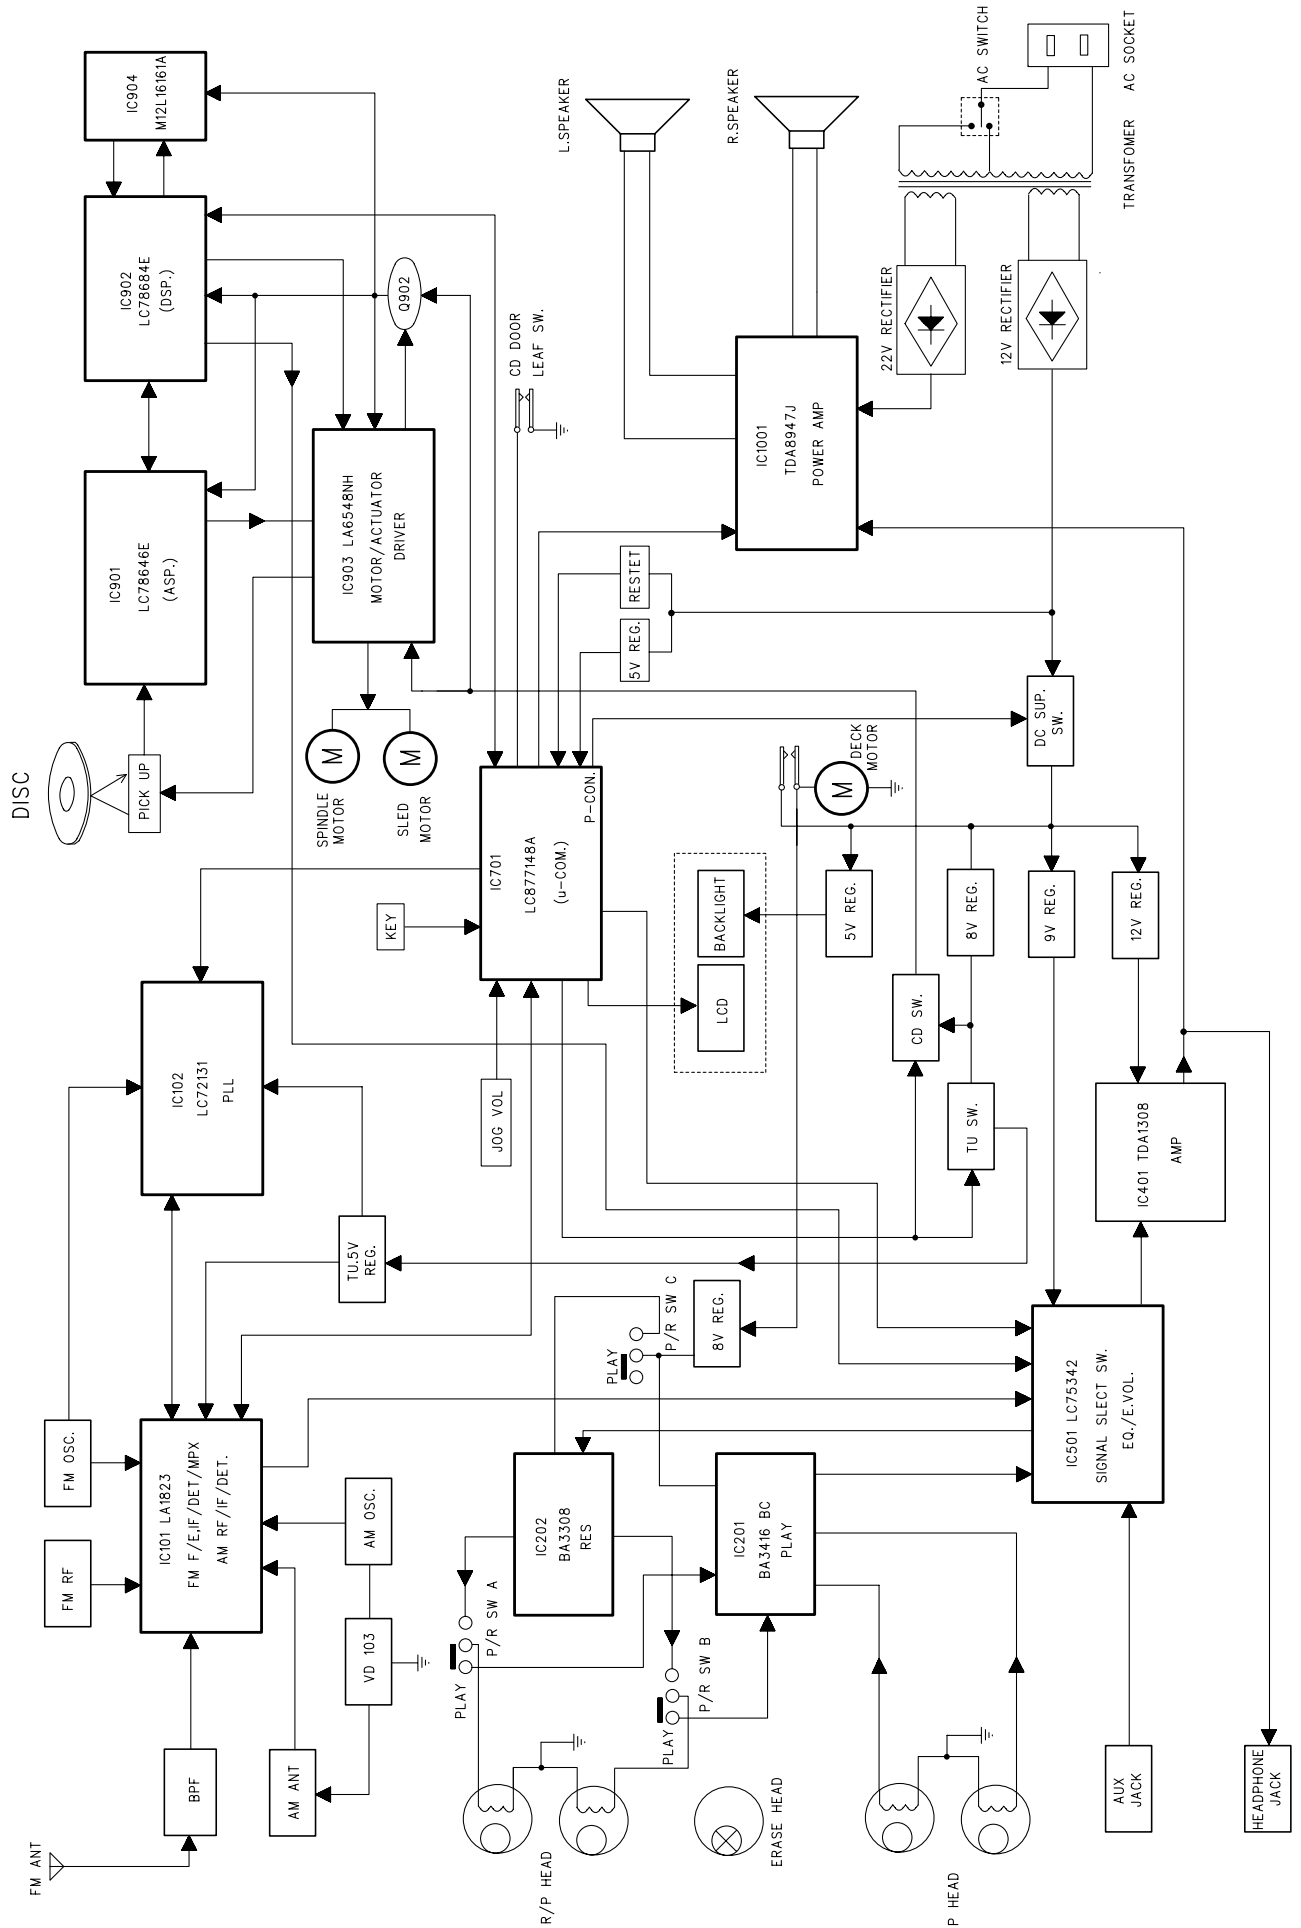 FM ANT
BPF
AM ANT
FM RF
FM OSC.
IC101 LA1823
FM F/E,IF/DET/MPX
AM RF/IF/DET.
VD 103
AM OSC.
TU.5V
REG.
IC102
LC72131
PLL
DISC
PICK UP
IC901
LC78646E
(ASP.)
IC902
LC78684E
(DSP.)
IC904
M12L16161A
IC903 LA6548NH
MOTOR/ACTUATOR
DRIVER
Q902
SPINDLE
MOTOR
M
SLED
MOTOR
M
KEY
JOG VOL
IC701
LC877148A
(u-COM.)
P-CON.
CD DOOR
LEAF SW.
L.SPEAKER
R.SPEAKER
5V REG.
RESTET
IC1001
TDA8947J
POWER AMP
22V RECTIFIER
12V RECTIFIER
TRANSFOMER
AC SWITCH
AC SOCKET
LCD
BACKLIGHT
DECK
MOTOR
M
DC SUP.
SW.
5V REG.
8V REG.
9V REG.
12V REG.
CD SW.
TU SW.
IC401 TDA1308
AMP
IC501 LC75342
SIGNAL SLECT SW.
EQ./E.VOL.
8V REG.
PLAY
P/R SW C
IC202
BA3308
RES
IC201
BA3416 BC
PLAY
PLAY
P/R SW A
PLAY
P/R SW B
R/P HEAD
ERASE HEAD
P HEAD
AUX
JACK
HEADPHONE
JACK